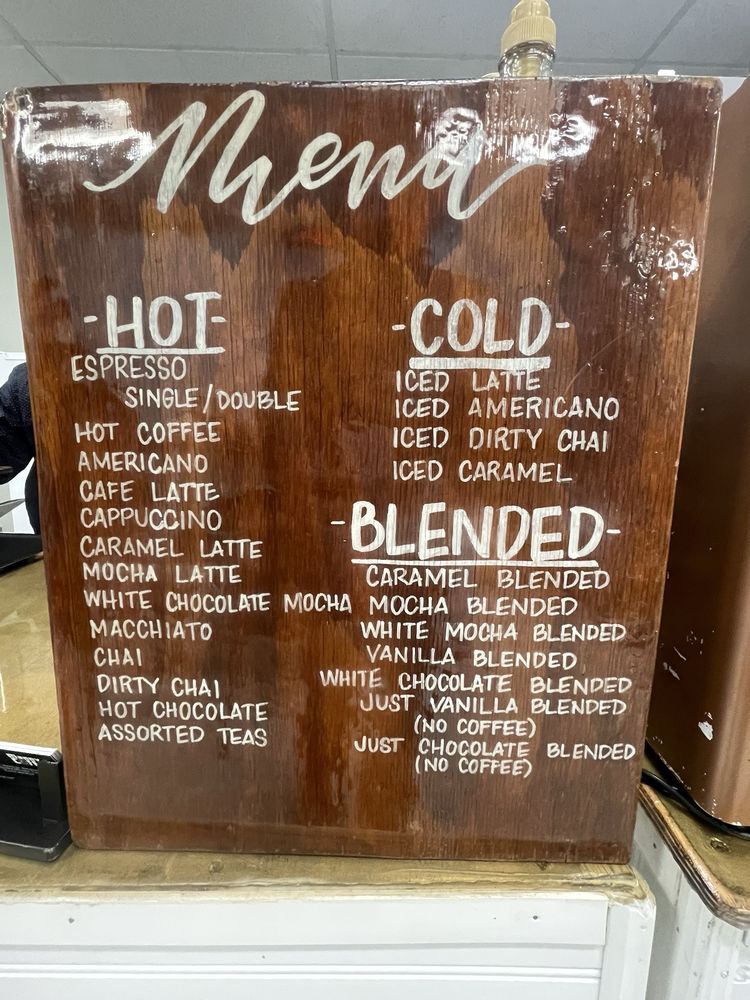 Menu
-HOT-
ESPRESSO
SINGLE/DOUBLE
HOT COFFEE
AMERICANO
CAFE LATTE
CAPPUCCINO
CARAMEL LATTE
MOCHA LATTE
WHITE CHOCOLATE MOCHA
MACCHIATO
CHAI
DIRTY CHAI
HOT CHOCOLATE
ASSORTED TEAS
-COLD-
ICED LATTE
ICED AMERICANO
ICED DIRTY CHAI
ICED CARAMEL
-BLENDED-
CARAMEL BLENDED
MOCHA BLENDED
WHITE MOCHA BLENDED
VANILLA BLENDED
WHITE CHOCOLATE BLENDED
JUST VANILLA BLENDED
(NO COFFEE)
JUST CHOCOLATE BLENDED
(NO COFFEE)